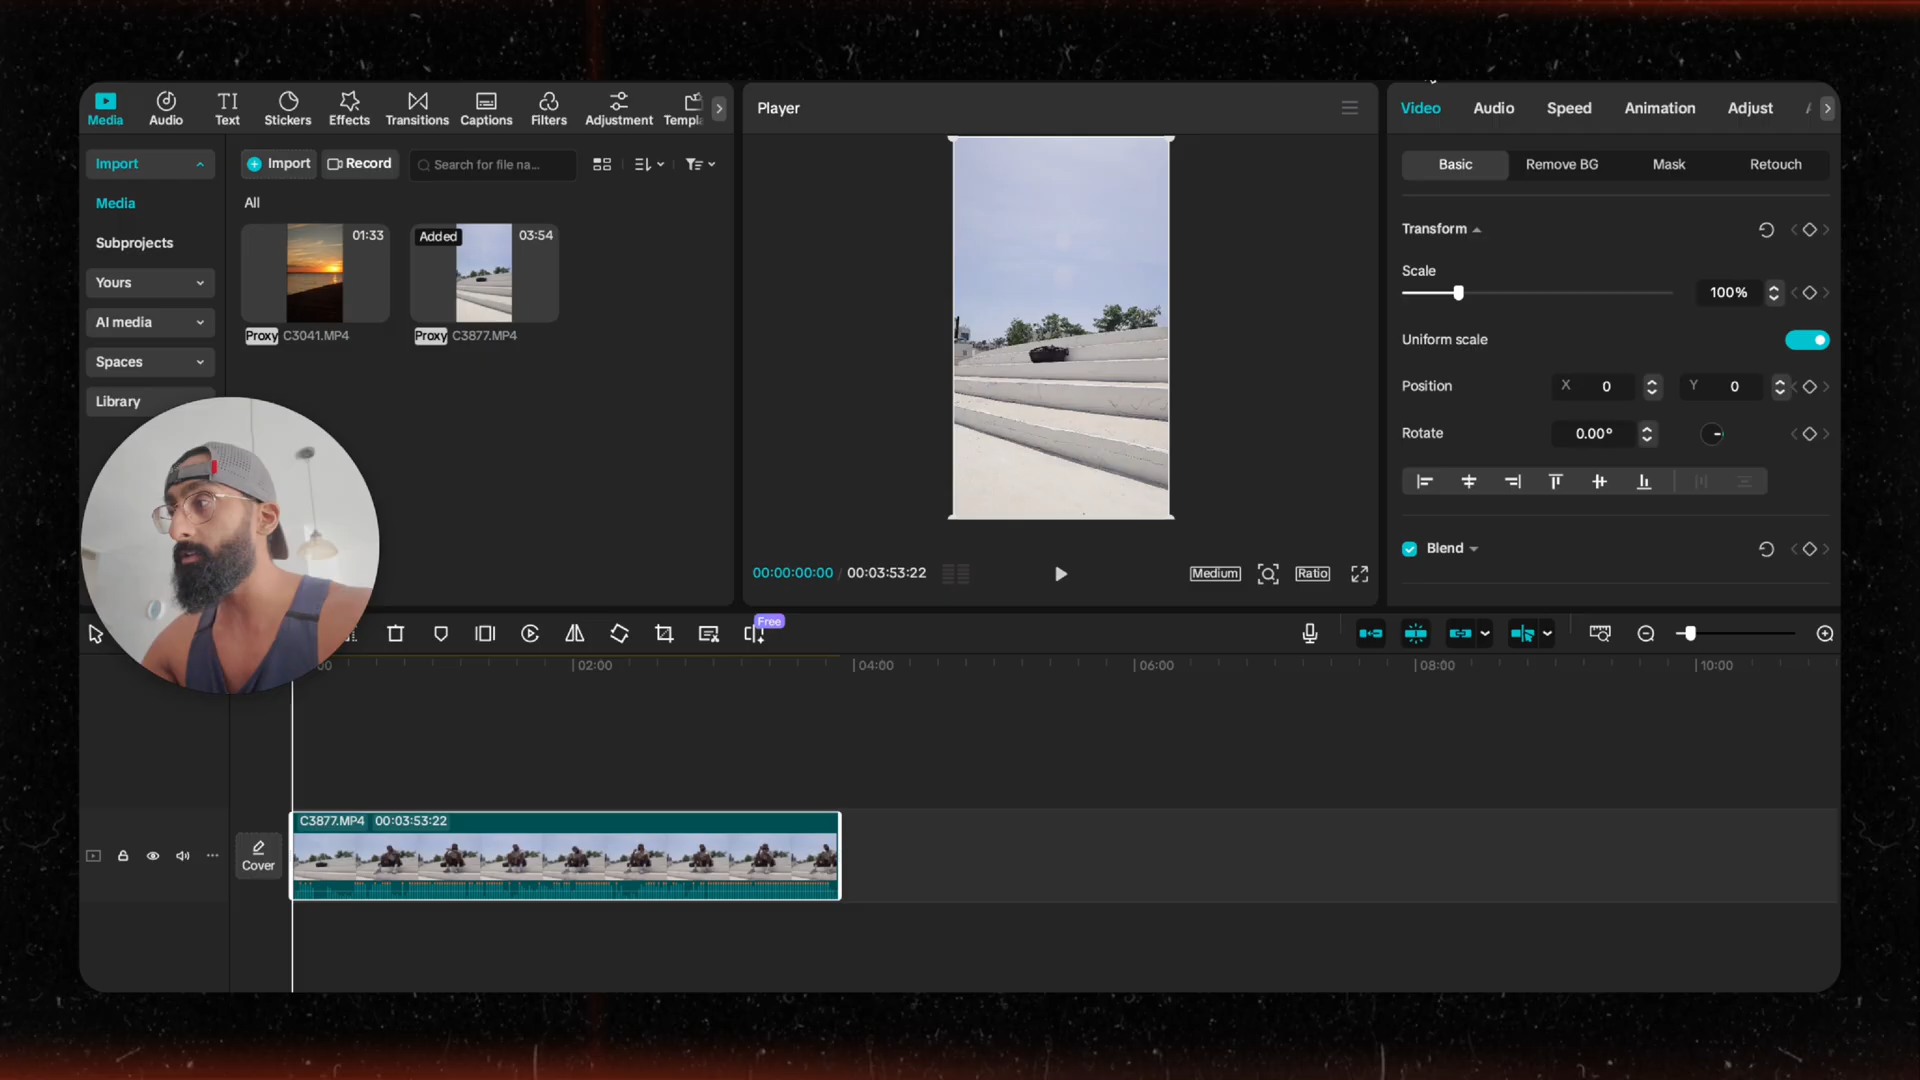 Media
Audio
Text
Stickers
Effects
Transitions
Captions
Filters
Adjustment
Templ
Player
Video
Audio
Speed
Animation
Adjust
Import
Import
Record
Search for file na...
Basic
Remove BG
Mask
Retouch
Media
All
Subprojects
Yours
AI media
Spaces
Library
Added
01:33
03:54
Proxy C3041.MP4
Proxy C3877.MP4
Transform
Scale
100%
Uniform scale
Position
X 0
Y 0
Rotate
0.00°
Blend
00:00:00:00 / 00:03:53:22
Medium
Ratio
Free
00
02:00
04:00
06:00
08:00
10:00
C3877.MP4 00:03:53:22
Cover